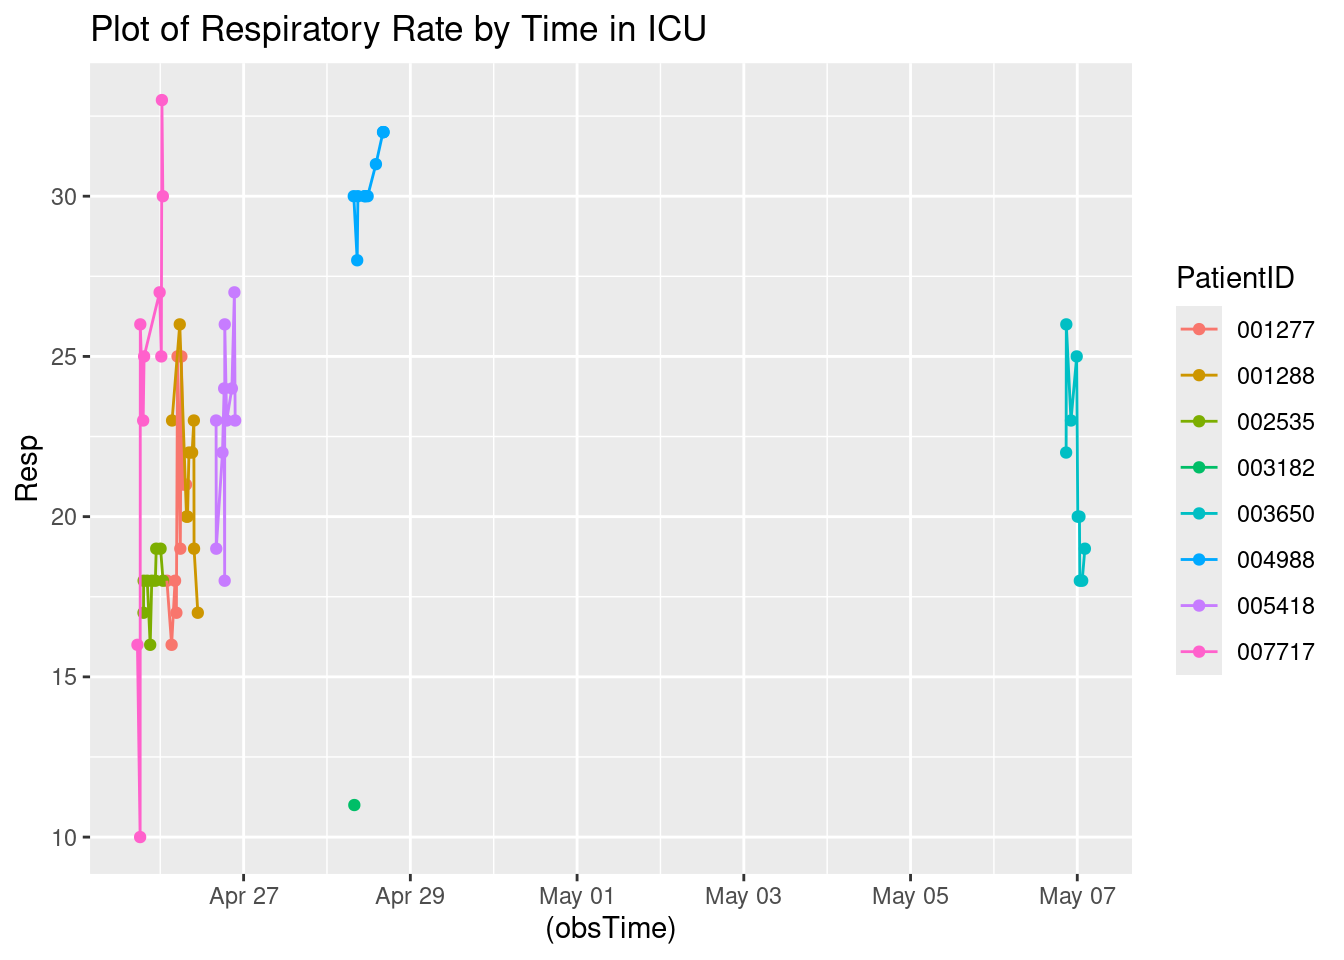 Plot of Respiratory Rate by Time in ICU
Resp
30
25
20
15
10
Apr 27 Apr 29 May 01 May 03 May 05 May 07
(obsTime)
PatientID
001277
001288
002535
003182
003650
004988
005418
007717